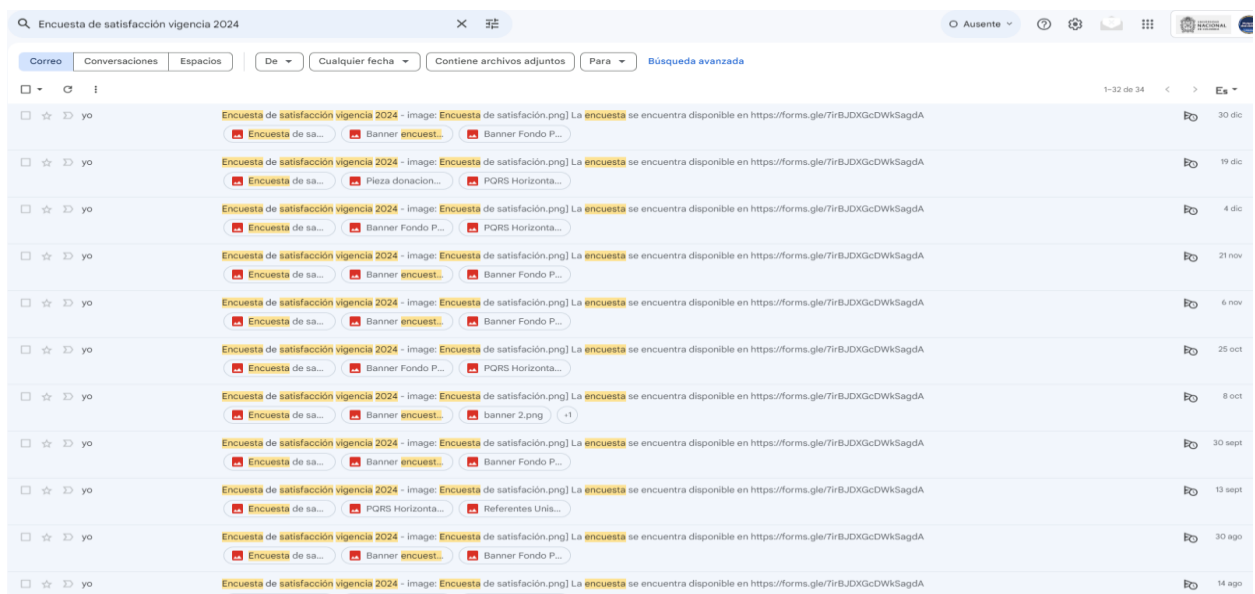 Encuesta de satisfacción vigencia 2024
Ausente
UNIVERSIDAD NACIONAL DE COLOMBIA
Correo Conversaciones Espacios De Cualquier fecha Contiene archivos adjuntos Para Búsqueda avanzada
1–32 de 34 Es
yo Encuesta de satisfacción vigencia 2024 - image: Encuesta de satisfación.png] La encuesta se encuentra disponible en https://forms.gle/7irBJDXGcDWkSagdA 30 dic
Encuesta de sa... Banner encuest... Banner Fondo P...
yo Encuesta de satisfacción vigencia 2024 - image: Encuesta de satisfación.png] La encuesta se encuentra disponible en https://forms.gle/7irBJDXGcDWkSagdA 19 dic
Encuesta de sa... Pieza donacion... PQRS Horizonta...
yo Encuesta de satisfacción vigencia 2024 - image: Encuesta de satisfación.png] La encuesta se encuentra disponible en https://forms.gle/7irBJDXGcDWkSagdA 4 dic
Encuesta de sa... Banner Fondo P... PQRS Horizonta...
yo Encuesta de satisfacción vigencia 2024 - image: Encuesta de satisfación.png] La encuesta se encuentra disponible en https://forms.gle/7irBJDXGcDWkSagdA 21 nov
Encuesta de sa... Banner encuest... Banner Fondo P...
yo Encuesta de satisfacción vigencia 2024 - image: Encuesta de satisfación.png] La encuesta se encuentra disponible en https://forms.gle/7irBJDXGcDWkSagdA 6 nov
Encuesta de sa... Banner encuest... Banner Fondo P...
yo Encuesta de satisfacción vigencia 2024 - image: Encuesta de satisfación.png] La encuesta se encuentra disponible en https://forms.gle/7irBJDXGcDWkSagdA 25 oct
Encuesta de sa... Banner Fondo P... PQRS Horizonta...
yo Encuesta de satisfacción vigencia 2024 - image: Encuesta de satisfación.png] La encuesta se encuentra disponible en https://forms.gle/7irBJDXGcDWkSagdA 8 oct
Encuesta de sa... Banner encuest... banner 2.png +1
yo Encuesta de satisfacción vigencia 2024 - image: Encuesta de satisfación.png] La encuesta se encuentra disponible en https://forms.gle/7irBJDXGcDWkSagdA 30 sept
Encuesta de sa... Banner encuest... Banner Fondo P...
yo Encuesta de satisfacción vigencia 2024 - image: Encuesta de satisfación.png] La encuesta se encuentra disponible en https://forms.gle/7irBJDXGcDWkSagdA 13 sept
Encuesta de sa... PQRS Horizonta... Referentes Unis...
yo Encuesta de satisfacción vigencia 2024 - image: Encuesta de satisfación.png] La encuesta se encuentra disponible en https://forms.gle/7irBJDXGcDWkSagdA 30 ago
Encuesta de sa... Banner encuest... Banner Fondo P...
yo Encuesta de satisfacción vigencia 2024 - image: Encuesta de satisfación.png] La encuesta se encuentra disponible en https://forms.gle/7irBJDXGcDWkSagdA 14 ago